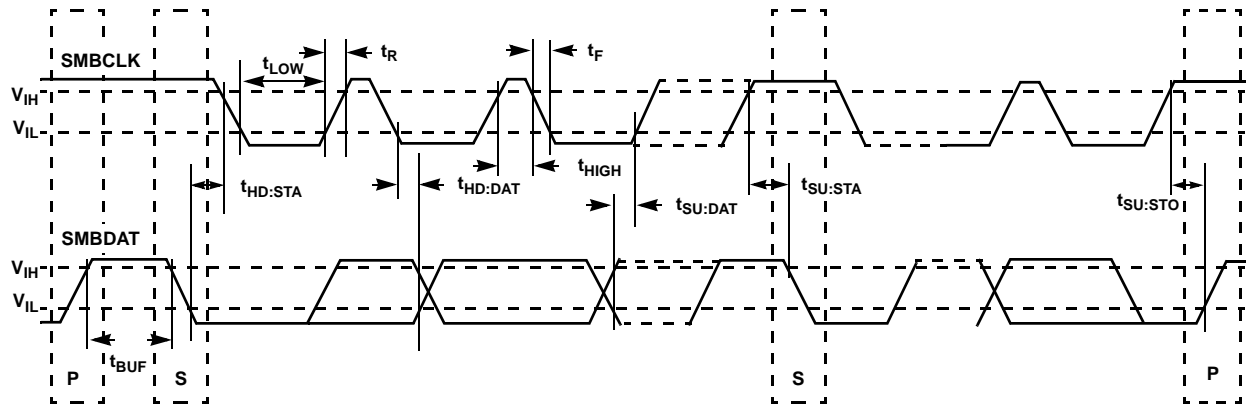 SMBCLK
tLOW
tR
tF
VIH
VIL
tHD:STA
tHD:DAT
tHIGH
tSU:DAT
tSU:STA
tSU:STO
SMBDAT
VIH
VIL
tBUF
P
S
S
P